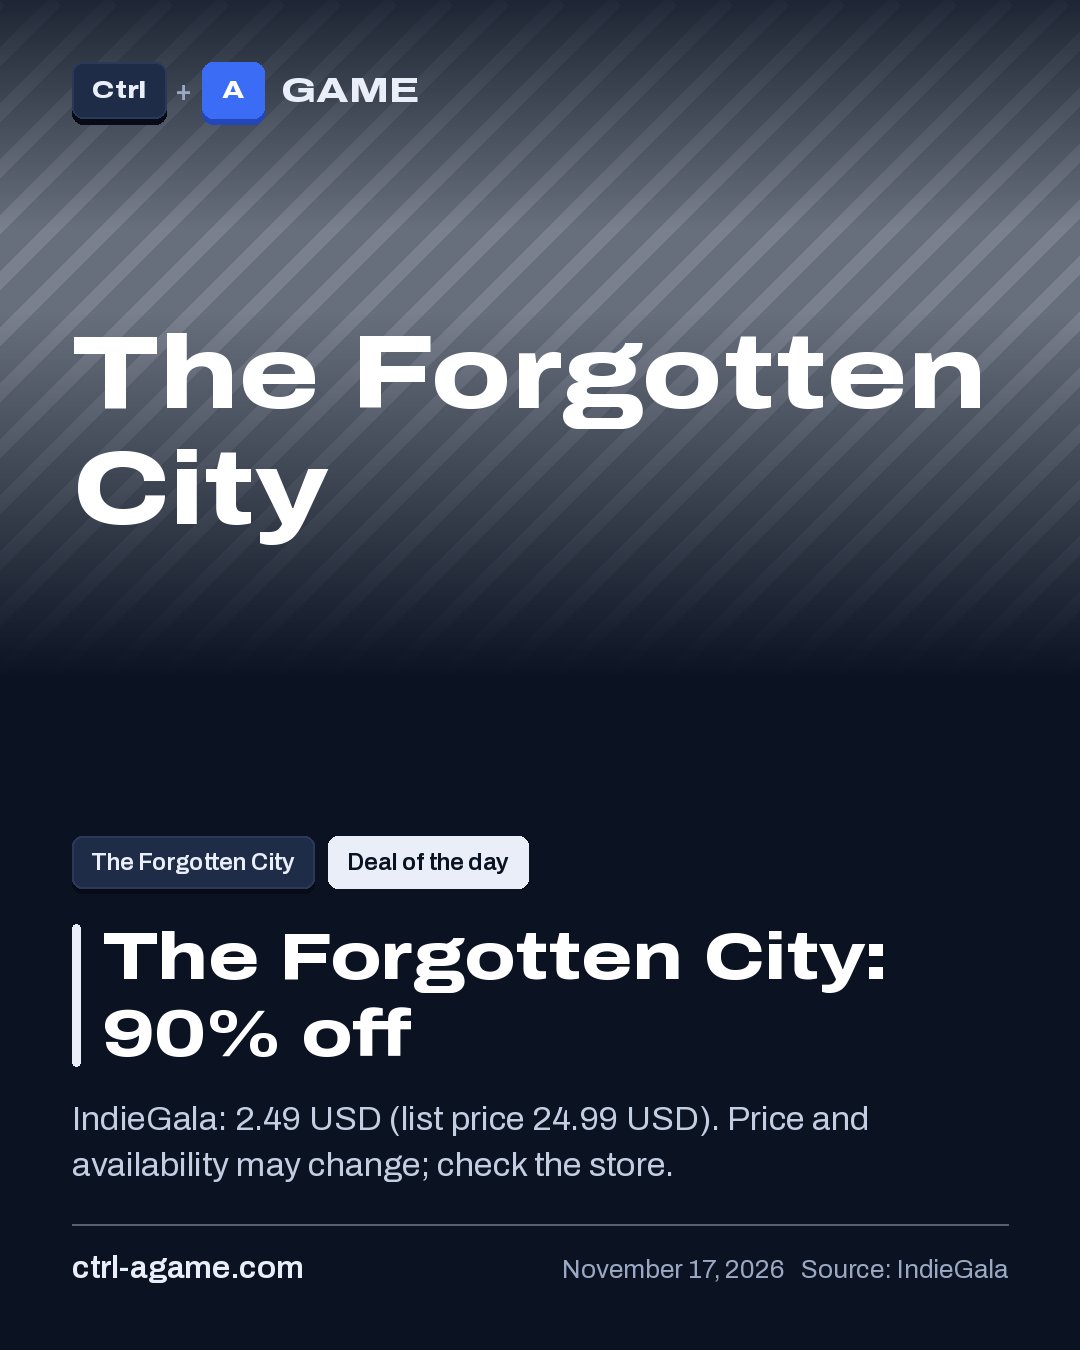 Ctrl + A GAME
The Forgotten
City
The Forgotten City Deal of the day
The Forgotten City:
90% off
IndieGala: 2.49 USD (list price 24.99 USD). Price and
availability may change; check the store.
ctrl-agame.com November 17, 2026 Source: IndieGala